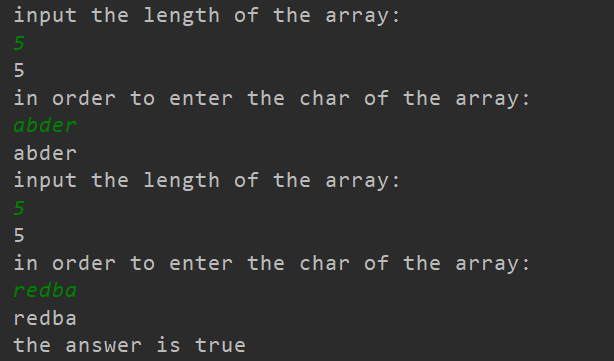 input the length of the array:
5
5
in order to enter the char of the array:
abder
abder
input the length of the array:
5
5
in order to enter the char of the array:
redba
redba
the answer is true